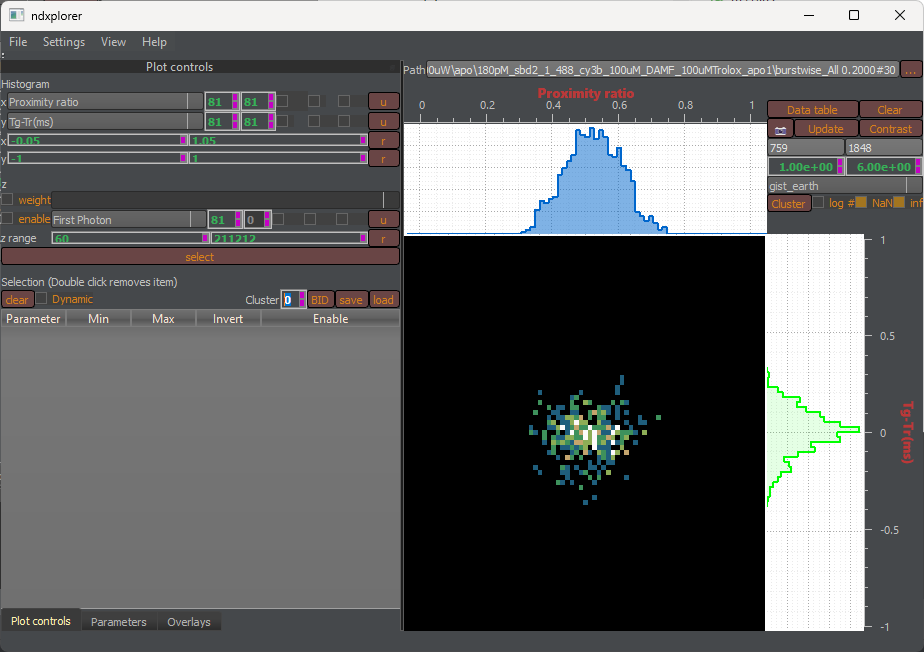 ndxplorer
File Settings View Help
Plot controls
Path 0uW\apo\180pM_sbd2_1_488_cy3b_100uM_DAMF_100uMTrolox_apo1\burstwise_All 0.2000#30 ...
Histogram
x Proximity ratio 81 81 u
y Tg-Tr(ms) 81 81 u
x -0.05 1.05 r
y -1 1 r
z
weight
enable First Photon 81 0 u
z range 60 211212 r
select
Selection (Double click removes item)
clear Dynamic Cluster 0 BID save load
Parameter Min Max Invert Enable
Plot controls Parameters Overlays
Proximity ratio
0 0.2 0.4 0.6 0.8 1
Data table Clear
Update Contrast
759 1848
1.00e+00 6.00e+00
gist_earth
Cluster log # NaN inf
1
0.5
0
-0.5
-1
Tg-Tr(ms)